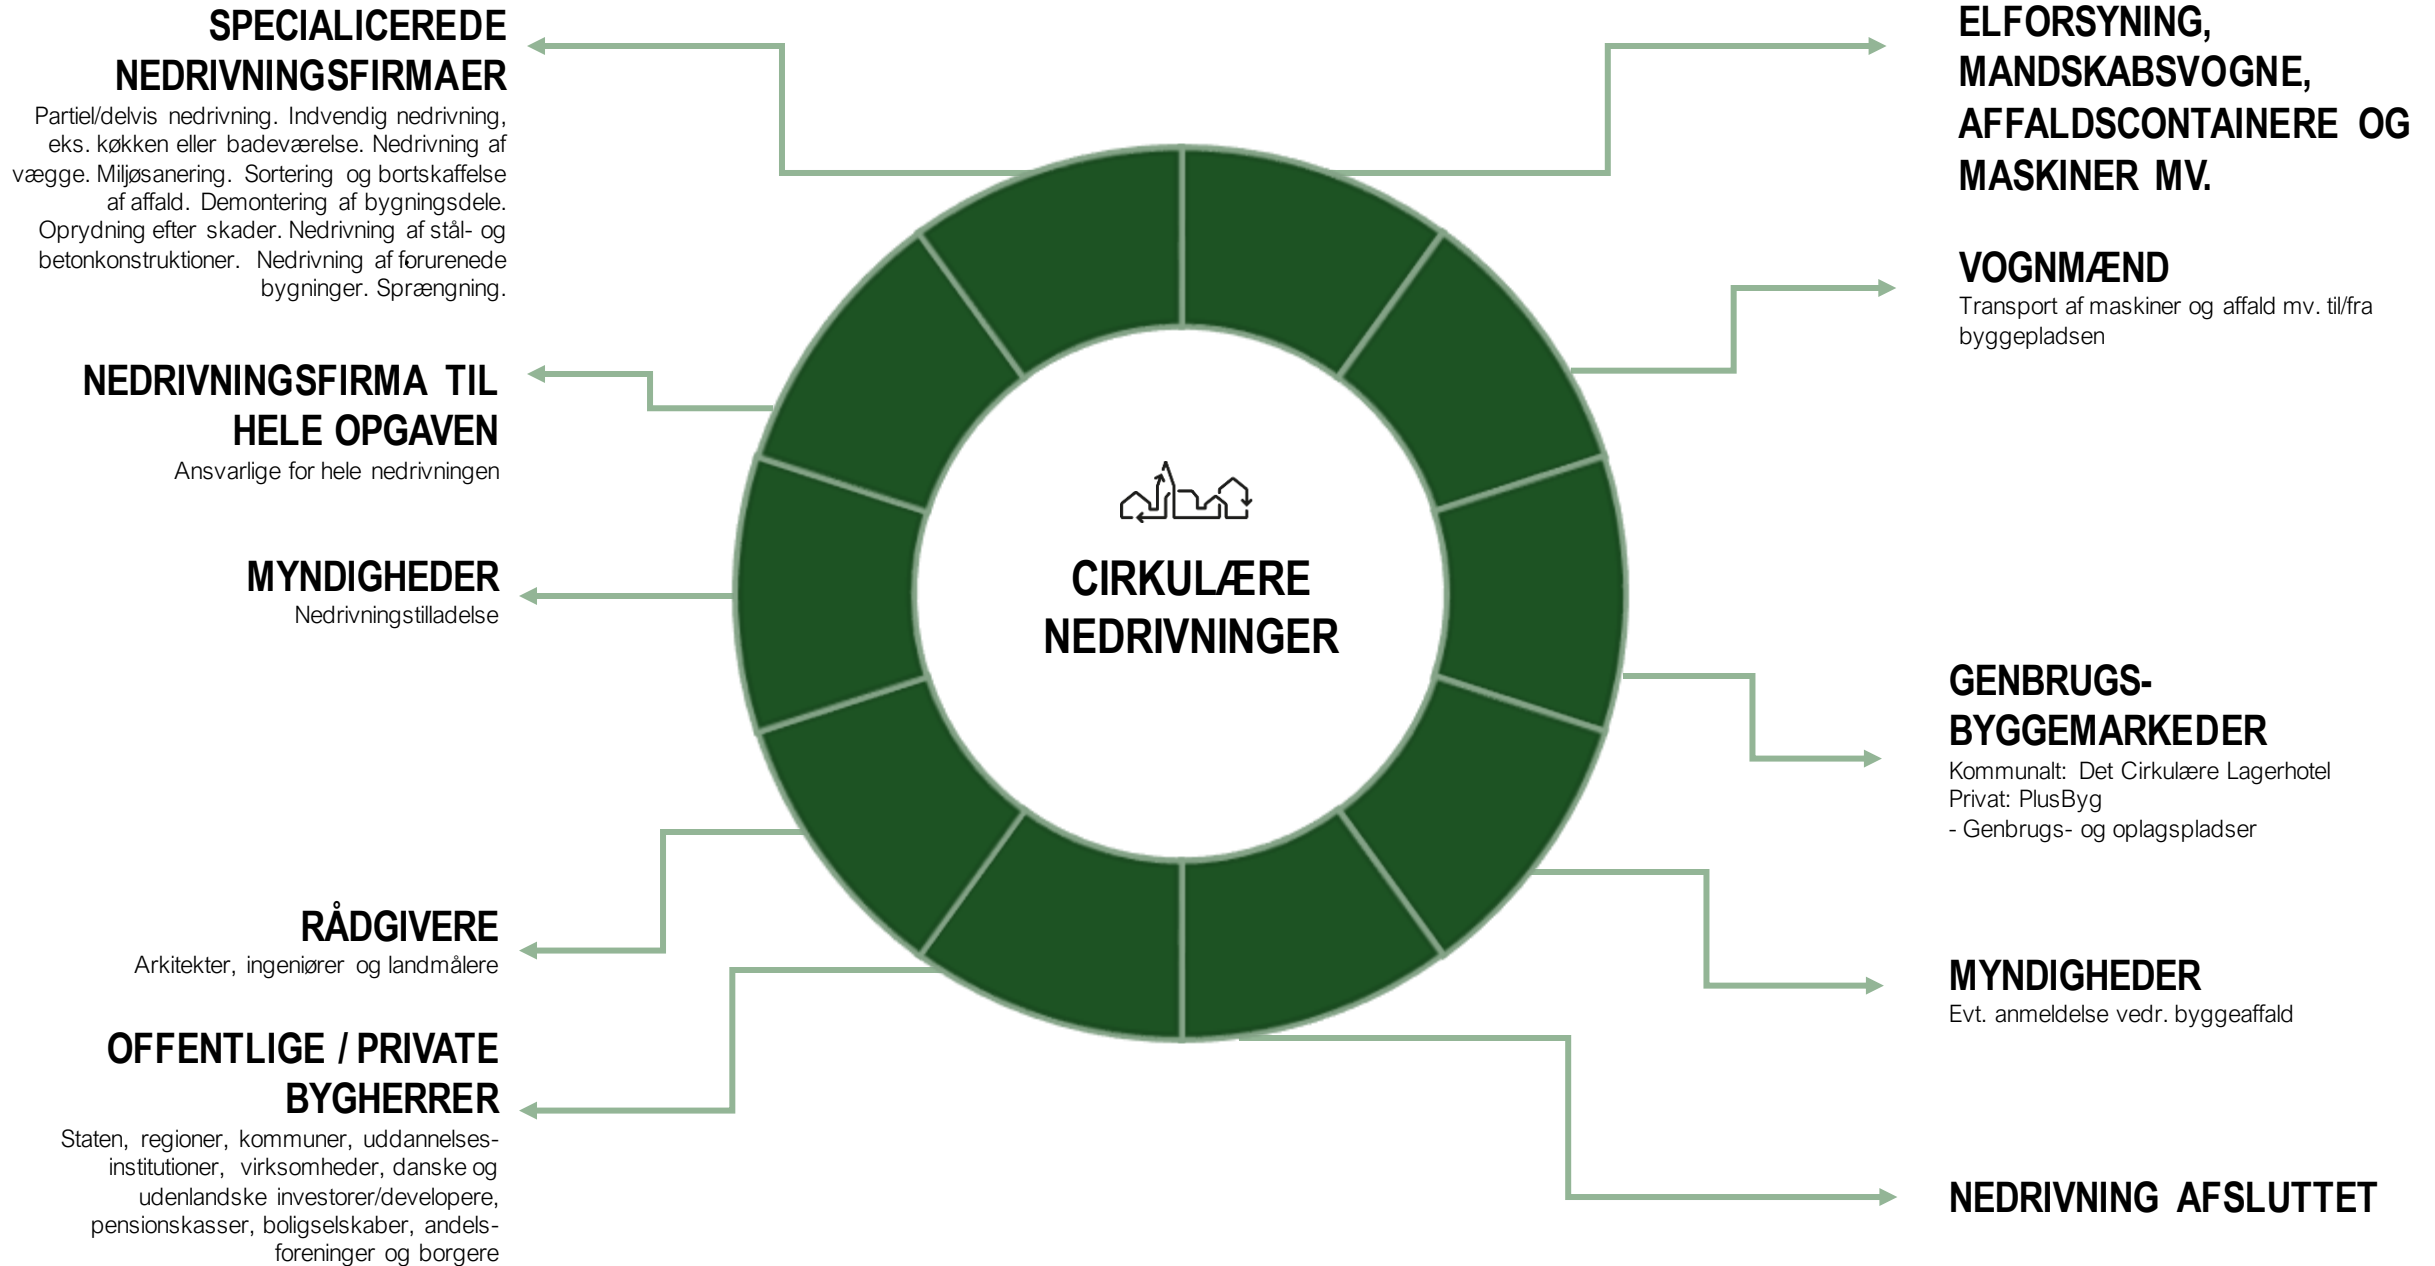 SPECIALICEREDE
NEDRIVNINGSFIRMAER
Partiel/delvis nedrivning. Indvendig nedrivning,
eks. køkken eller badeværelse. Nedrivning af
vægge. Miljøsanering. Sortering og bortskaffelse
af affald. Demontering af bygningsdele.
Oprydning efter skader. Nedrivning af stål- og
betonkonstruktioner. Nedrivning af forurenede
bygninger. Sprængning.
NEDRIVNINGSFIRMA TIL
HELE OPGAVEN
Ansvarlige for hele nedrivningen
MYNDIGHEDER
Nedrivningstilladelse
RÅDGIVERE
Arkitekter, ingeniører og landmålere
OFFENTLIGE / PRIVATE
BYGHERRER
Staten, regioner, kommuner, uddannelses-
institutioner, virksomheder, danske og
udenlandske investorer/developere,
pensionskasser, boligselskaber, andels-
foreninger og borgere
CIRKULÆRE
NEDRIVNINGER
ELFORSYNING,
MANDSKABSVOGNE,
AFFALDSCONTAINERE OG
MASKINER MV.
VOGNMÆND
Transport af maskiner og affald mv. til/fra
byggepladsen
GENBRUGS-
BYGGEMARKEDER
Kommunalt: Det Cirkulære Lagerhotel
Privat: PlusByg
- Genbrugs- og oplagspladser
MYNDIGHEDER
Evt. anmeldelse vedr. byggeaffald
NEDRIVNING AFSLUTTET